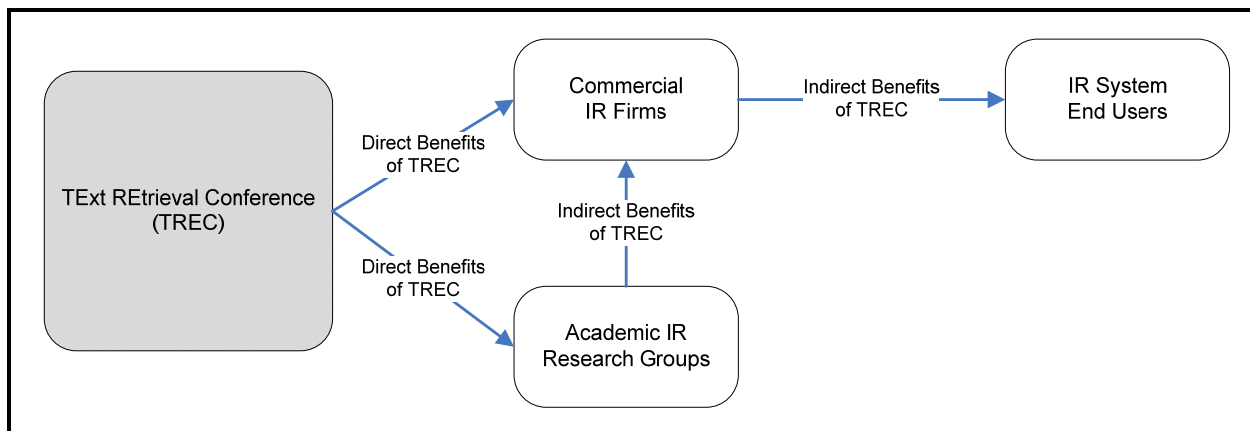 TExt REtrieval Conference
(TREC)
Direct Benefits
of TREC
Direct Benefits
of TREC
Commercial
IR Firms
Indirect Benefits
of TREC
Academic IR
Research Groups
Indirect Benefits
of TREC
IR System
End Users